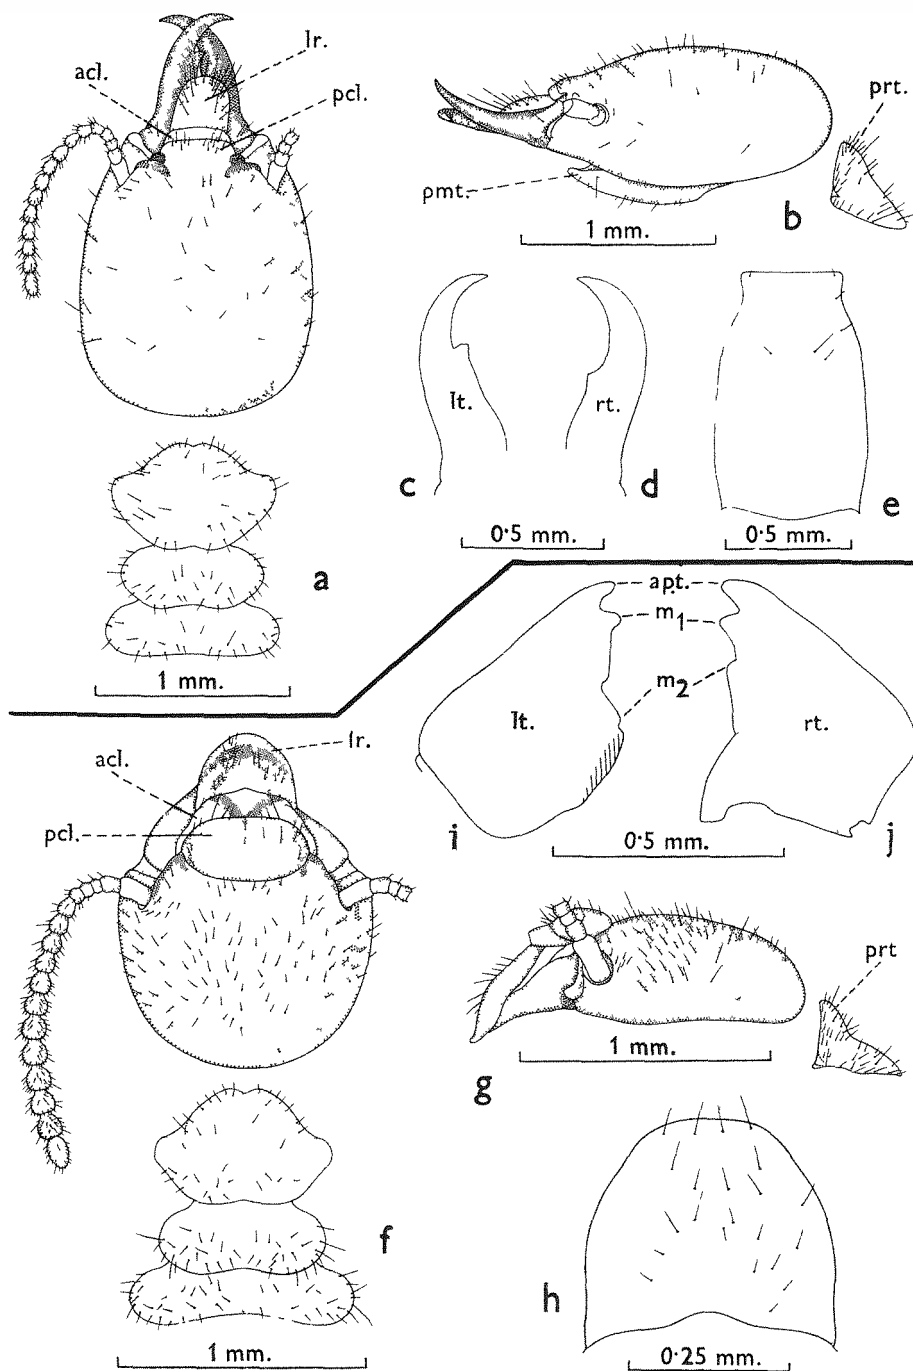 lr.
acl.
pcl.
prt.
pmt.
b
1 mm.
lt.
rt.
c
d
e
0·5 mm.
0·5 mm.
a
1 mm.
apt.
m1
m2
lt.
rt.
i
j
0·5 mm.
lr.
acl.
pcl.
prt
1 mm.
g
f
h
1 mm.
0·25 mm.